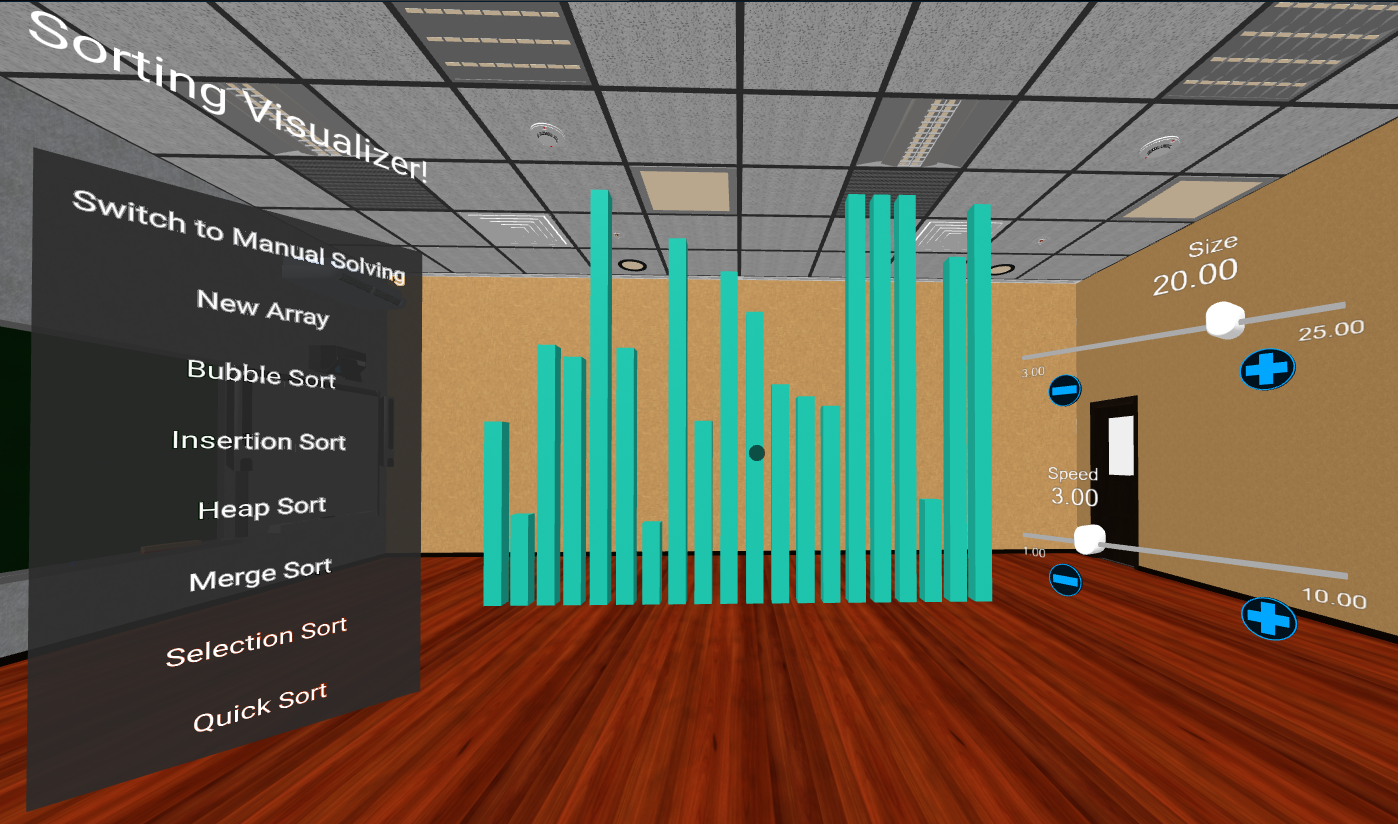 Sorting Visualizer!
Switch to Manual Solving
New Array
Bubble Sort
Insertion Sort
Heap Sort
Merge Sort
Selection Sort
Quick Sort
Size
20.00
3.00
25.00
Speed
3.00
1.00
10.00